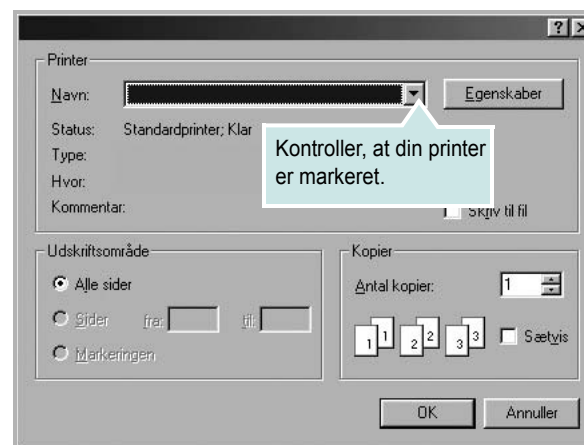 Printer
Navn:
Egenskaber
Status: Standardprinter; Klar
Type:
Hvor:
Kommentar:
Kontroller, at din printer
er markeret.
Skriv til fil
Udskriftsområde
Alle sider
Sider fra: til:
Markeringen
Kopier
Antal kopier: 1
1 1 2 2 3 3
Sætvis
OK Annuller